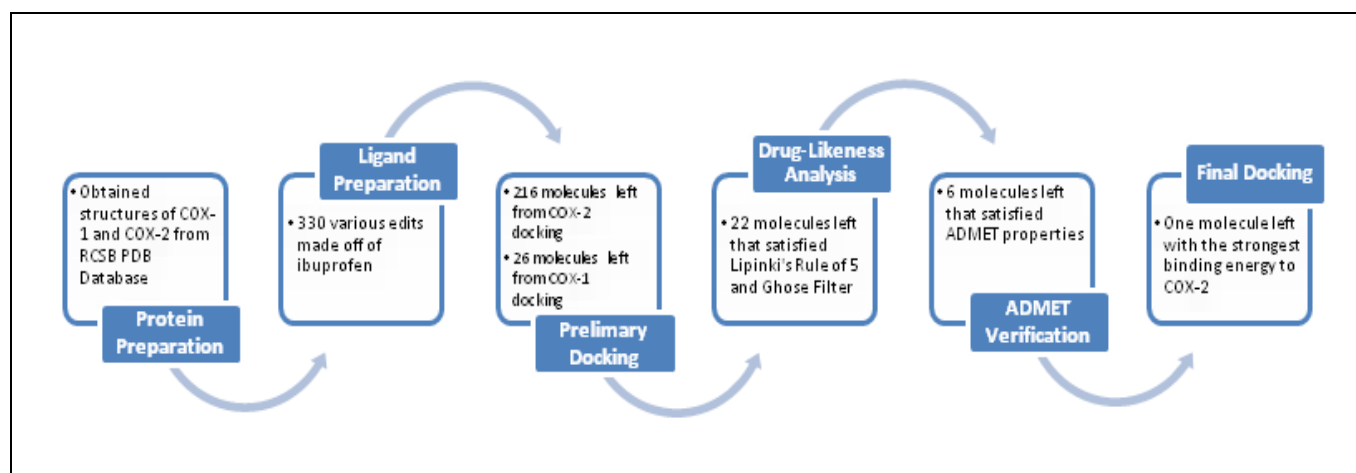 • Obtained
structures of COX-
1 and COX-2 from
RCSB PDB
Database
Protein
Preparation
Ligand
Preparation
• 330 various edits
made off of
ibuprofen
• 216 molecules left
from COX-2
docking
• 26 molecules left
from COX-1
docking
Prelimary
Docking
Drug-Likeness
Analysis
• 22 molecules left
that satisfied
Lipinki's Rule of 5
and Ghose Filter
• 6 molecules left
that satisfied
ADMET properties
ADMET
Verification
Final Docking
• One molecule left
with the strongest
binding energy to
COX-2